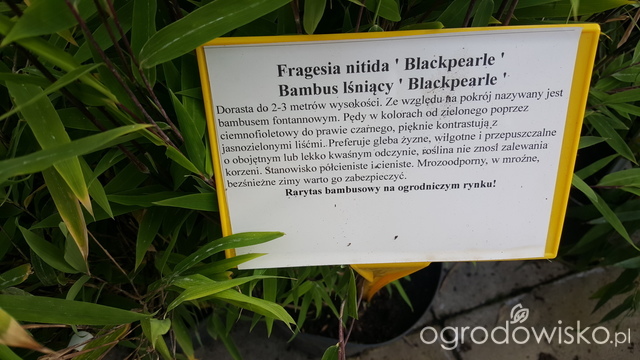 Fragesia nitida ' Blackpearle '
Bambus lśniący ' Blackpearle '
Dorasta do 2-3 metrów wysokości. Ze względu na pokrój nazywany jest
bambusem fontannowym. Pędy w kolorach od zielonego poprzez
ciemnofioletowy do prawie czarnego, pięknie kontrastują z
jasnozielonymi liśćmi. Preferuje gleba żyzne, wilgotne i przepuszczalne
o obojętnym lub lekko kwaśnym odczynie, roślina nie znosl zalewania
korzeni. Stanowisko półcieniste i cieniste. Mrozoodporny, w mroźne,
bezśnieżne zimy warto go zabezpieczyć.
Rarytas bambusowy na ogrodniczym rynku!
ogrodowisko.pl